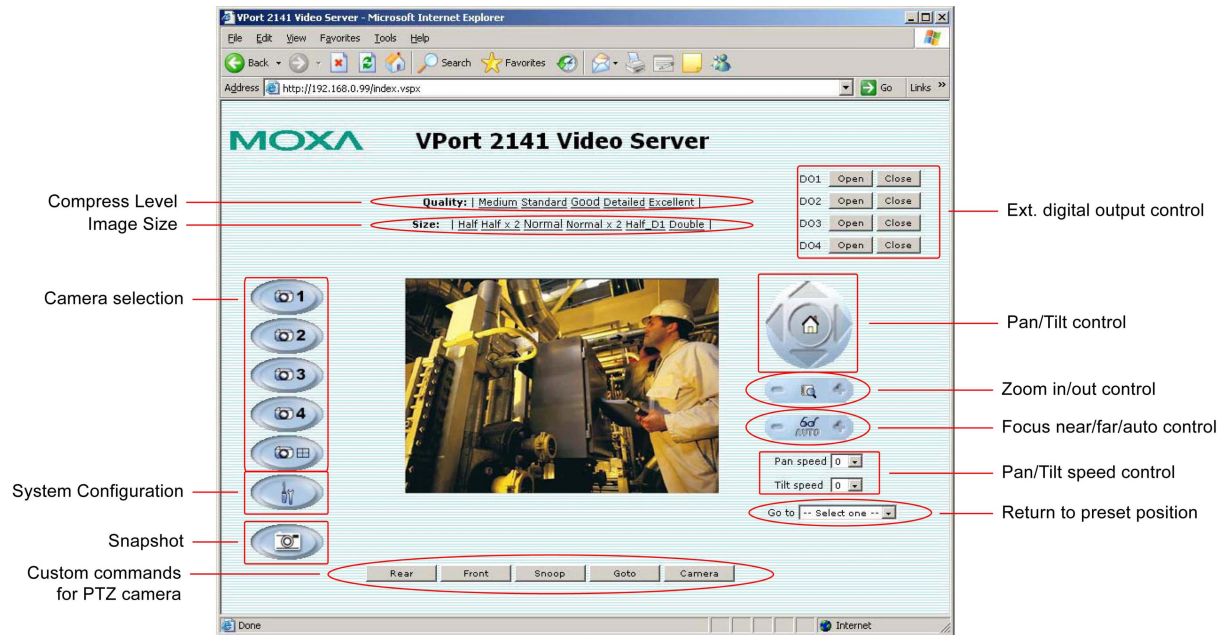 VPort 2141 Video Server - Microsoft Internet Explorer
File Edit View Favorites Tools Help
Back Search Favorites
Address http://192.168.0.99/index.vspx Go Links »
MOXA VPort 2141 Video Server
Compress Level
Quality: | Medium Standard Good Detailed Excellent |
Image Size
Size: | Half Half x 2 Normal Normal x 2 Half_D1 Double |
DO1 Open Close
DO2 Open Close
DO3 Open Close
DO4 Open Close
Ext. digital output control
Camera selection
1
2
3
4
System Configuration
Snapshot
Pan/Tilt control
Zoom in/out control
AUTO
Focus near/far/auto control
Pan speed 0
Tilt speed 0
Pan/Tilt speed control
Go to -- Select one --
Return to preset position
Custom commands
for PTZ camera
Rear Front Snoop Goto Camera
Done Internet